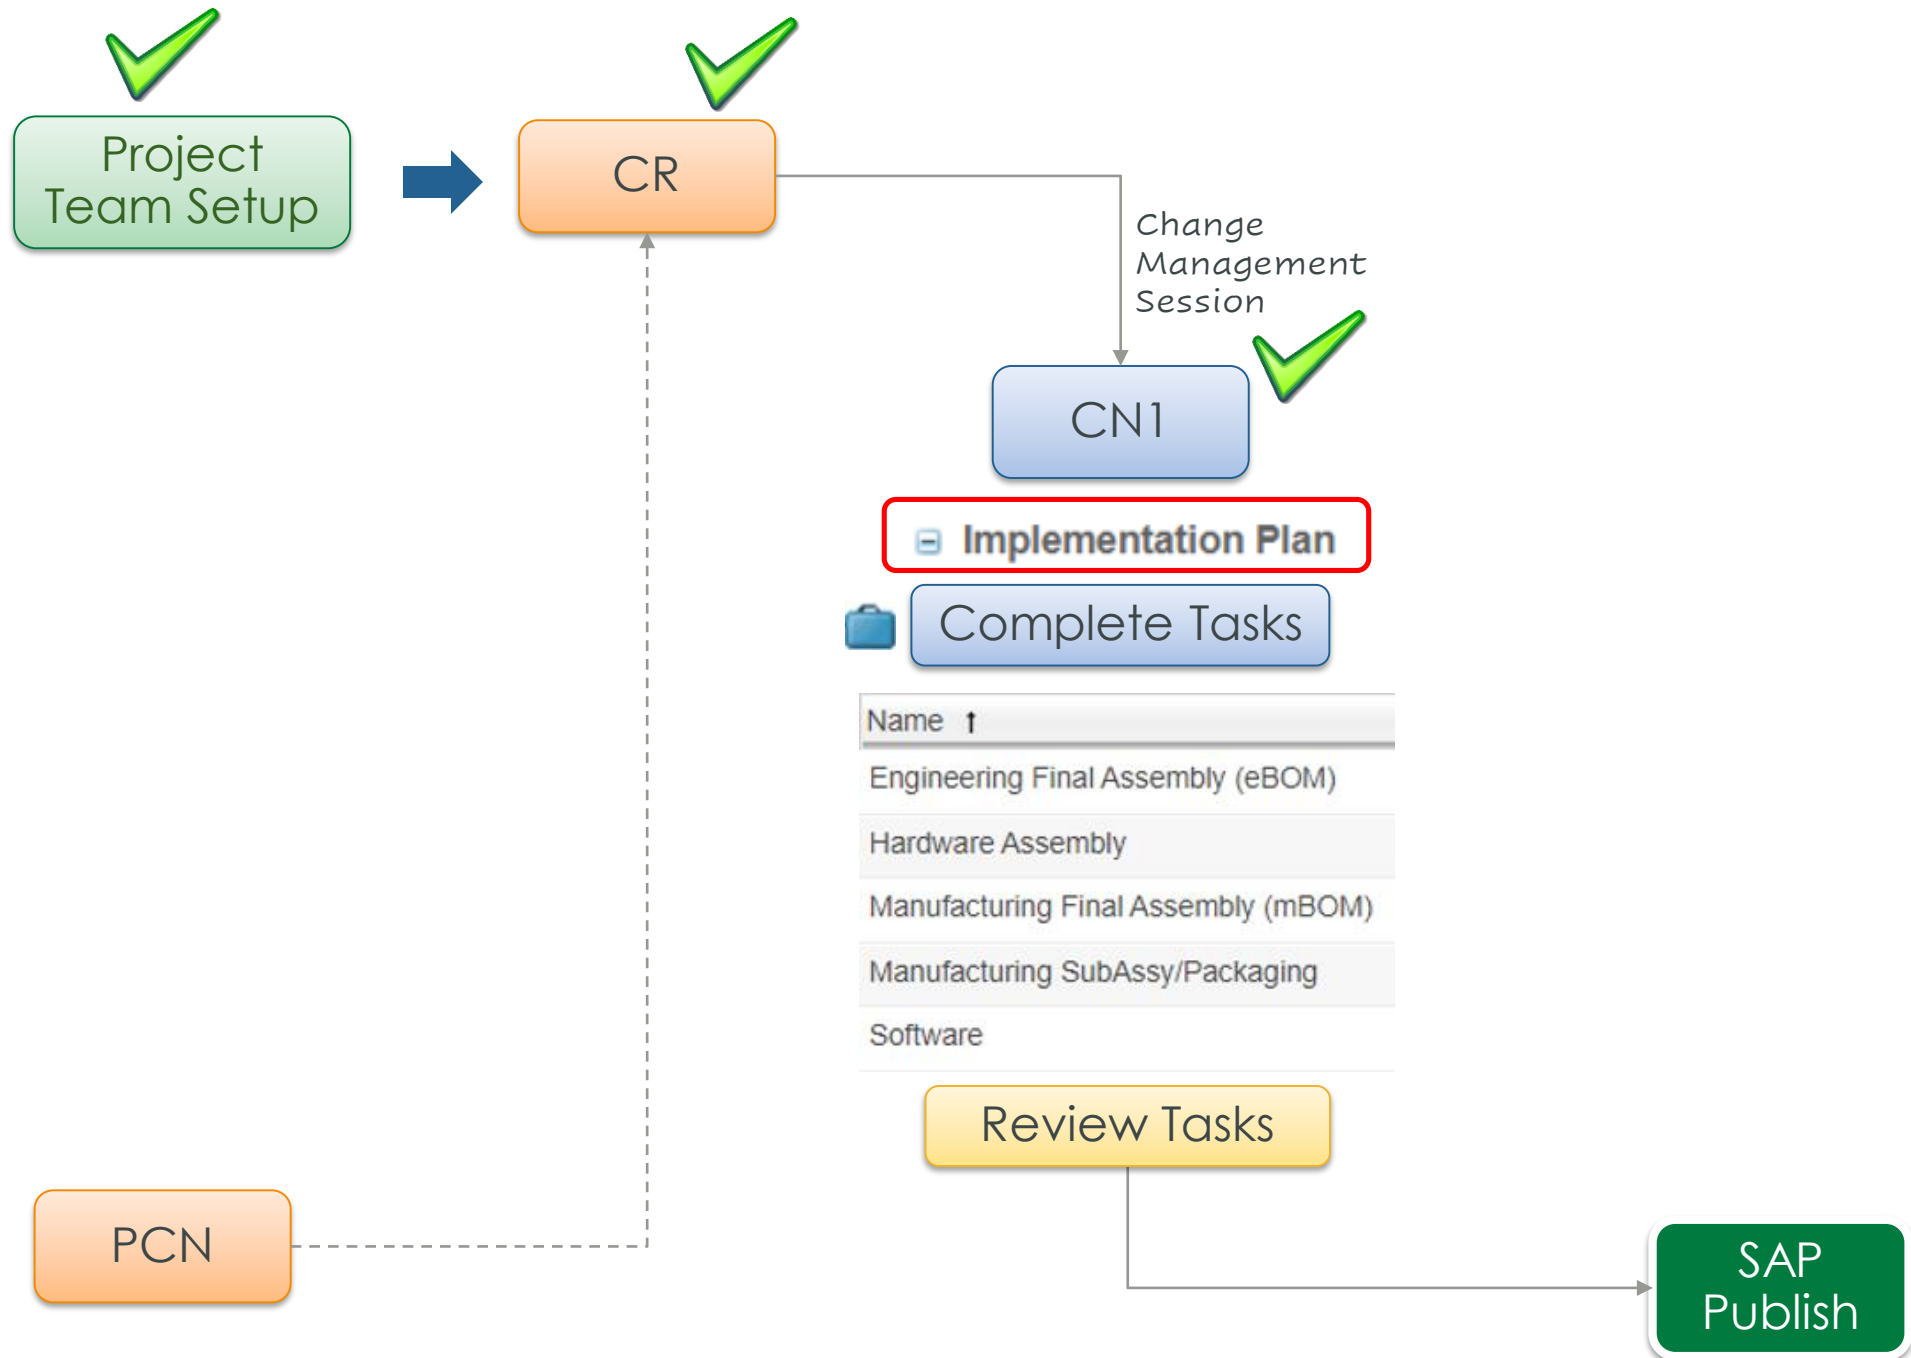 Project
Team Setup
CR
Change
Management
Session
CN1
Implementation Plan
Complete Tasks
Name
Engineering Final Assembly (eBOM)
Hardware Assembly
Manufacturing Final Assembly (mBOM)
Manufacturing SubAssy/Packaging
Software
Review Tasks
PCN
SAP
Publish